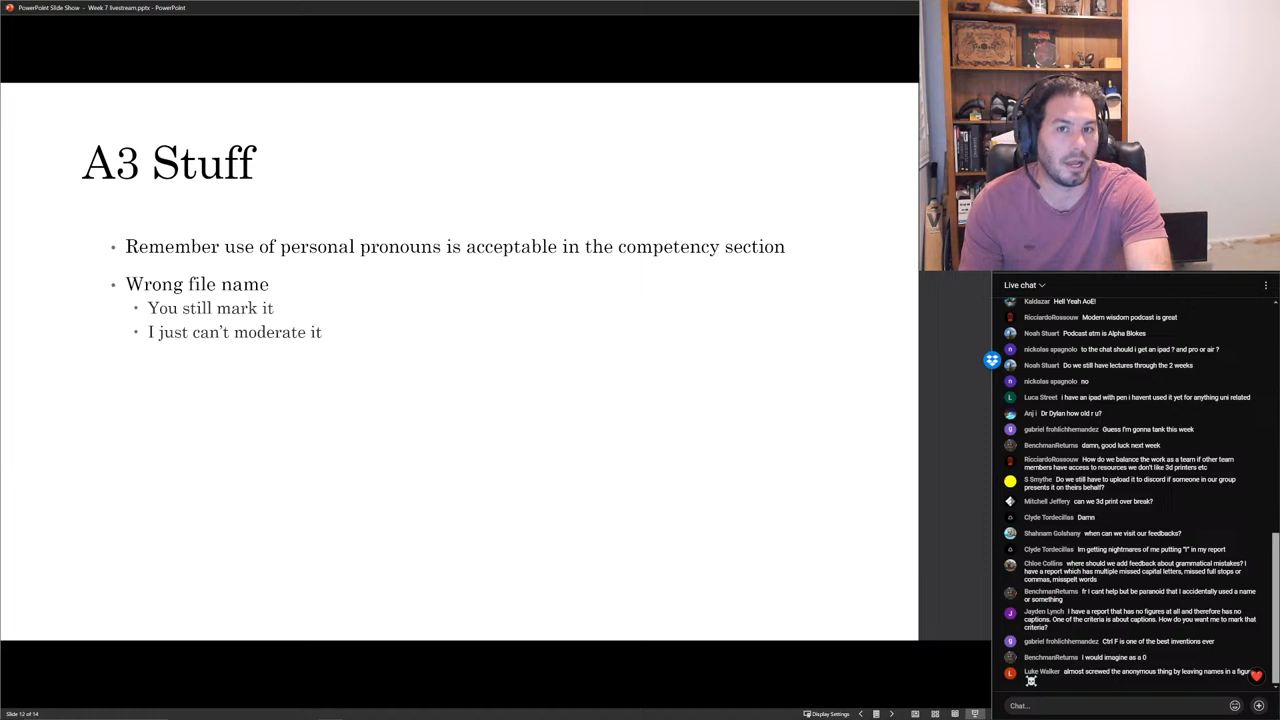 PowerPoint Slide Show - Week 7 livestream.pptx - PowerPoint
A3 Stuff
• Remember use of personal pronouns is acceptable in the competency section
• Wrong file name
• You still mark it
• I just can't moderate it
Slide 12 of 14
Display Settings
Live chat
Kaldazar Hell Yeah AoE!
RicciardoRossouw Modern wisdom podcast is great
Noah Stuart Podcast atm is Alpha Blokes
nickolas spagnolo to the chat should i get an ipad ? and pro or air ?
Noah Stuart Do we still have lectures through the 2 weeks
nickolas spagnolo no
Luca Street i have an ipad with pen i havent used it yet for anything uni related
Anj i Dr Dylan how old r u?
gabriel frohlichhernandez Guess I'm gonna tank this week
BenchmanReturns damn, good luck next week
RicciardoRossouw How do we balance the work as a team if other team
members have access to resources we don't like 3d printers etc
S Smythe Do we still have to upload it to discord if someone in our group
presents it on theirs behalf?
Mitchell Jeffery can we 3d print over break?
Clyde Tordecillas Damn
Shahnam Golshany when can we visit our feedbacks?
Clyde Tordecillas Im getting nightmares of me putting "I" in my report
Chloe Collins where should we add feedback about grammatical mistakes? I
have a report which has multiple missed capital letters, missed full stops or
commas, misspelt words
BenchmanReturns fr I cant help but be paranoid that I accidentally used a name
or something
Jayden Lynch I have a report that has no figures at all and therefore has no
captions. One of the criteria is about captions. How do you want me to mark that
criteria?
gabriel frohlichhernandez Ctrl F is one of the best inventions ever
BenchmanReturns I would imagine as a 0
Luke Walker almost screwed the anonymous thing by leaving names in a figu
Chat...